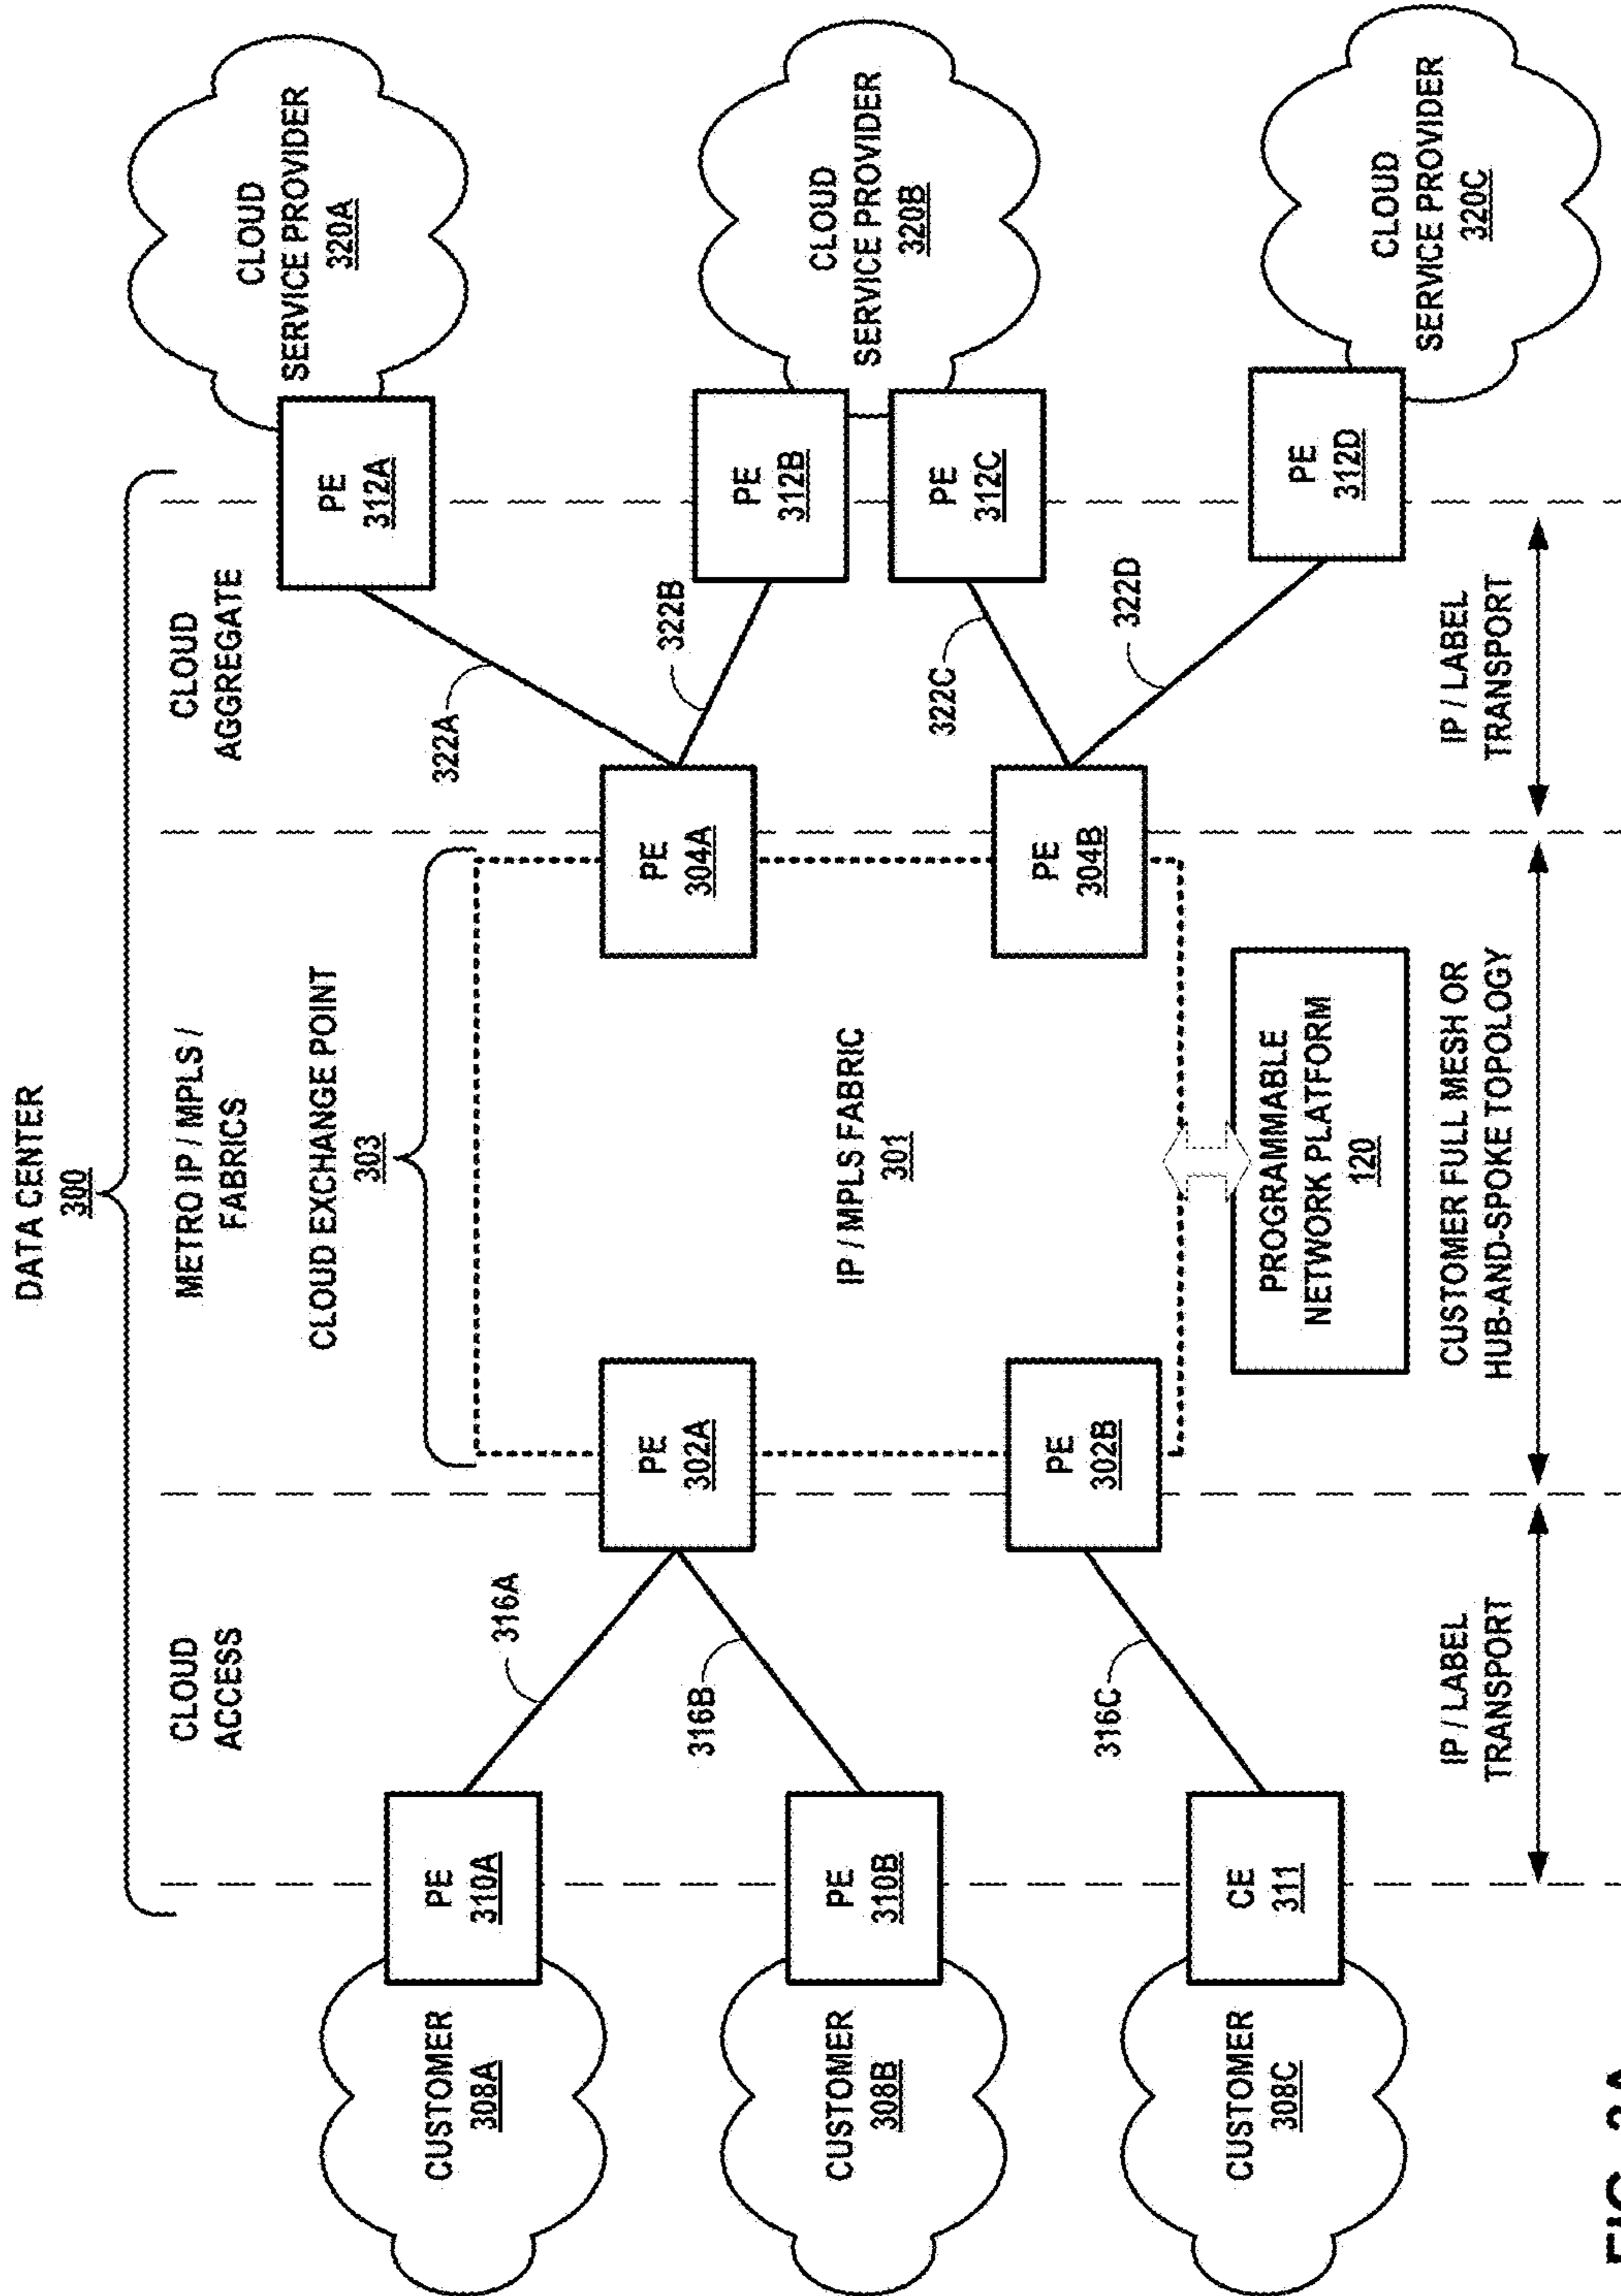 DATA CENTER
300
CLOUD
ACCESS
METRO IP / MPLS /
FABRICS
CLOUD
AGGREGATE
CLOUD EXCHANGE POINT
303
CUSTOMER
308A
PE
310A
316A
PE
302A
PE
304A
322A
PE
312A
CLOUD
SERVICE PROVIDER
320A
CUSTOMER
308B
PE
310B
316B
IP / MPLS FABRIC
301
322B
PE
312B
CLOUD
SERVICE PROVIDER
320B
322C
PE
312C
CUSTOMER
308C
CE
311
316C
PE
302B
PE
304B
322D
PE
312D
CLOUD
SERVICE PROVIDER
320C
PROGRAMMABLE
NETWORK PLATFORM
120
IP / LABEL
TRANSPORT
CUSTOMER FULL MESH OR
HUB-AND-SPOKE TOPOLOGY
IP / LABEL
TRANSPORT